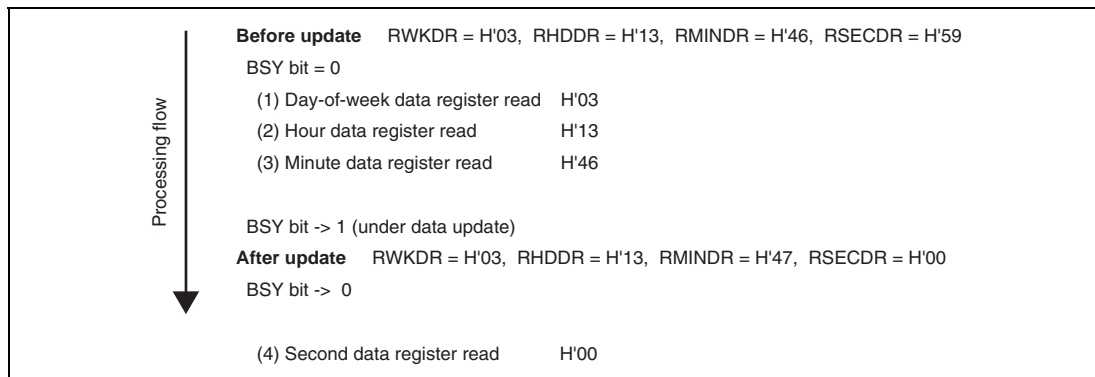 Before update RWKDR = H'03, RHDDR = H'13, RMINDR = H'46, RSECDR = H'59
BSY bit = 0
(1) Day-of-week data register read H'03
(2) Hour data register read H'13
(3) Minute data register read H'46
Processing flow
BSY bit -> 1 (under data update)
After update RWKDR = H'03, RHDDR = H'13, RMINDR = H'47, RSECDR = H'00
BSY bit -> 0
(4) Second data register read H'00